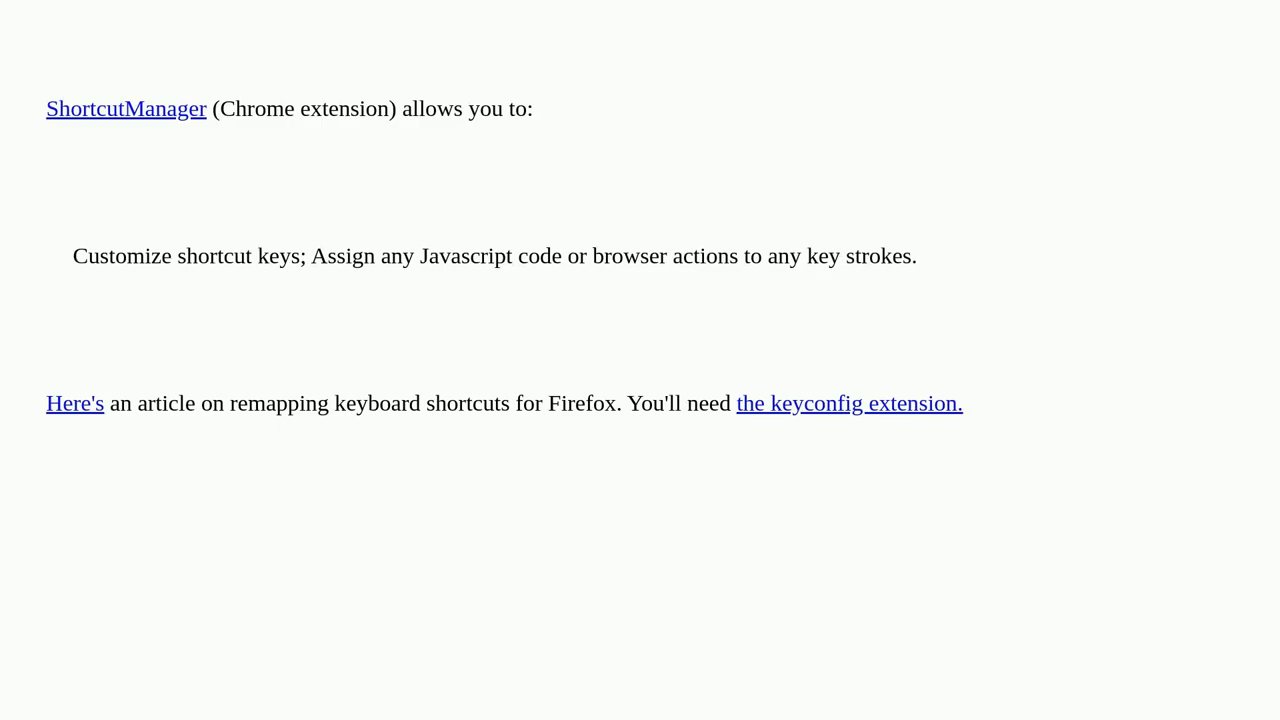 ShortcutManager (Chrome extension) allows you to:
Customize shortcut keys; Assign any Javascript code or browser actions to any key strokes.
Here's an article on remapping keyboard shortcuts for Firefox. You'll need the keyconfig extension.